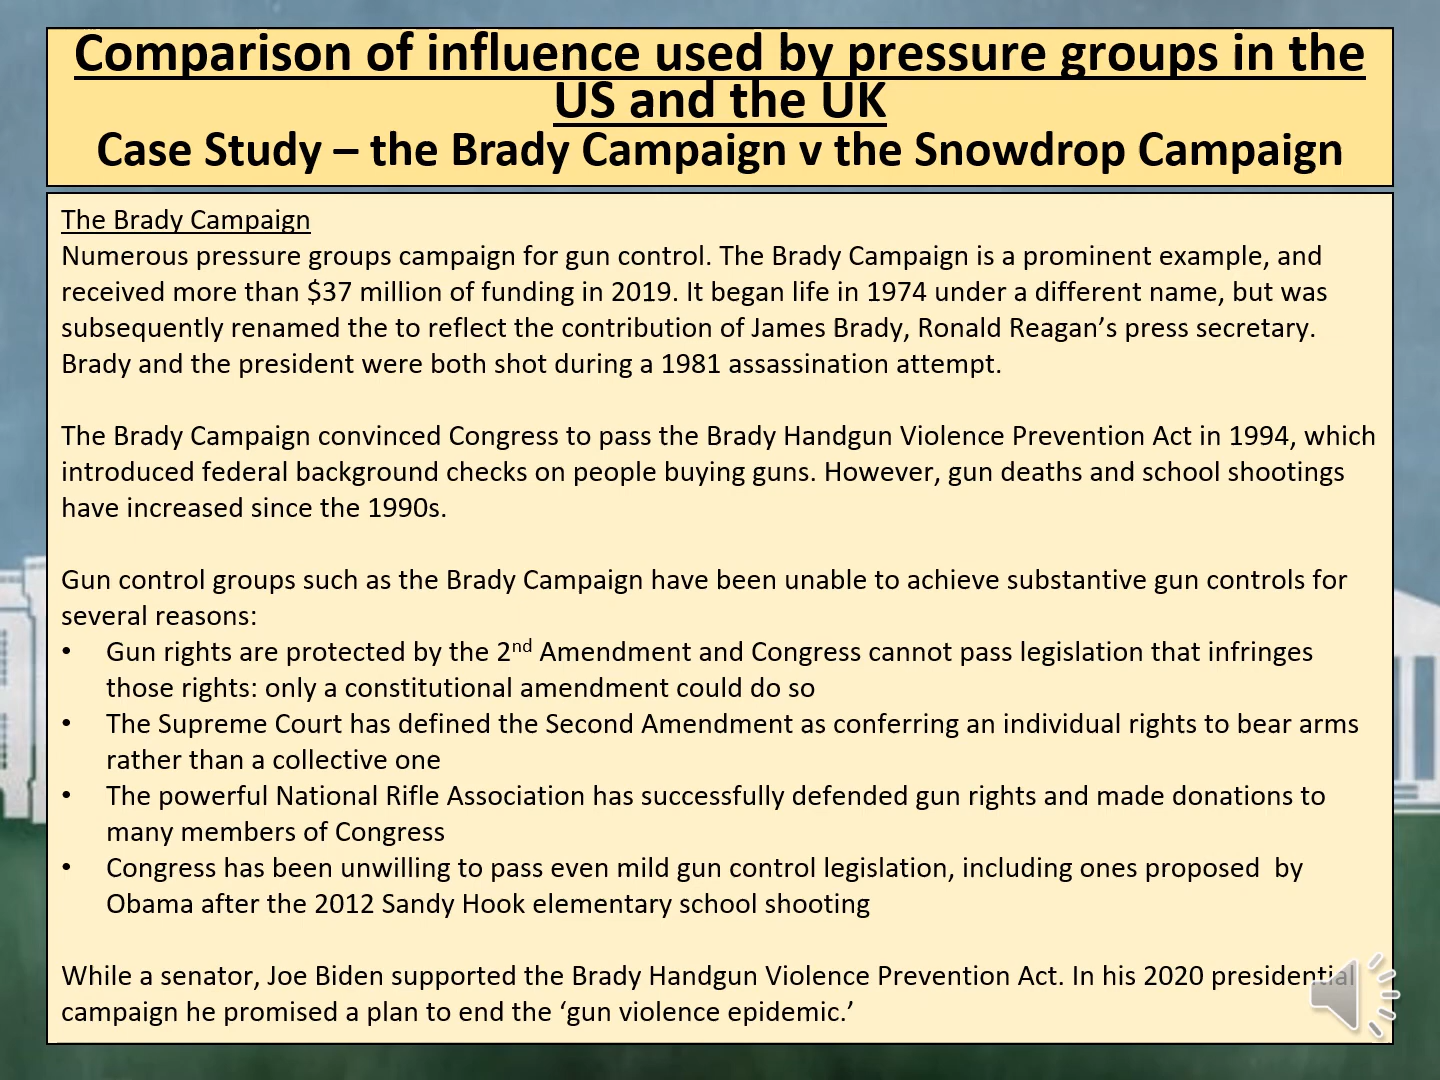 Comparison of influence used by pressure groups in the
US and the UK
Case Study – the Brady Campaign v the Snowdrop Campaign
The Brady Campaign
Numerous pressure groups campaign for gun control. The Brady Campaign is a prominent example, and
received more than $37 million of funding in 2019. It began life in 1974 under a different name, but was
subsequently renamed the to reflect the contribution of James Brady, Ronald Reagan’s press secretary.
Brady and the president were both shot during a 1981 assassination attempt.
The Brady Campaign convinced Congress to pass the Brady Handgun Violence Prevention Act in 1994, which
introduced federal background checks on people buying guns. However, gun deaths and school shootings
have increased since the 1990s.
Gun control groups such as the Brady Campaign have been unable to achieve substantive gun controls for
several reasons:
• Gun rights are protected by the 2nd Amendment and Congress cannot pass legislation that infringes
those rights: only a constitutional amendment could do so
• The Supreme Court has defined the Second Amendment as conferring an individual rights to bear arms
rather than a collective one
• The powerful National Rifle Association has successfully defended gun rights and made donations to
many members of Congress
• Congress has been unwilling to pass even mild gun control legislation, including ones proposed  by
Obama after the 2012 Sandy Hook elementary school shooting
While a senator, Joe Biden supported the Brady Handgun Violence Prevention Act. In his 2020 presidential
campaign he promised a plan to end the ‘gun violence epidemic.’